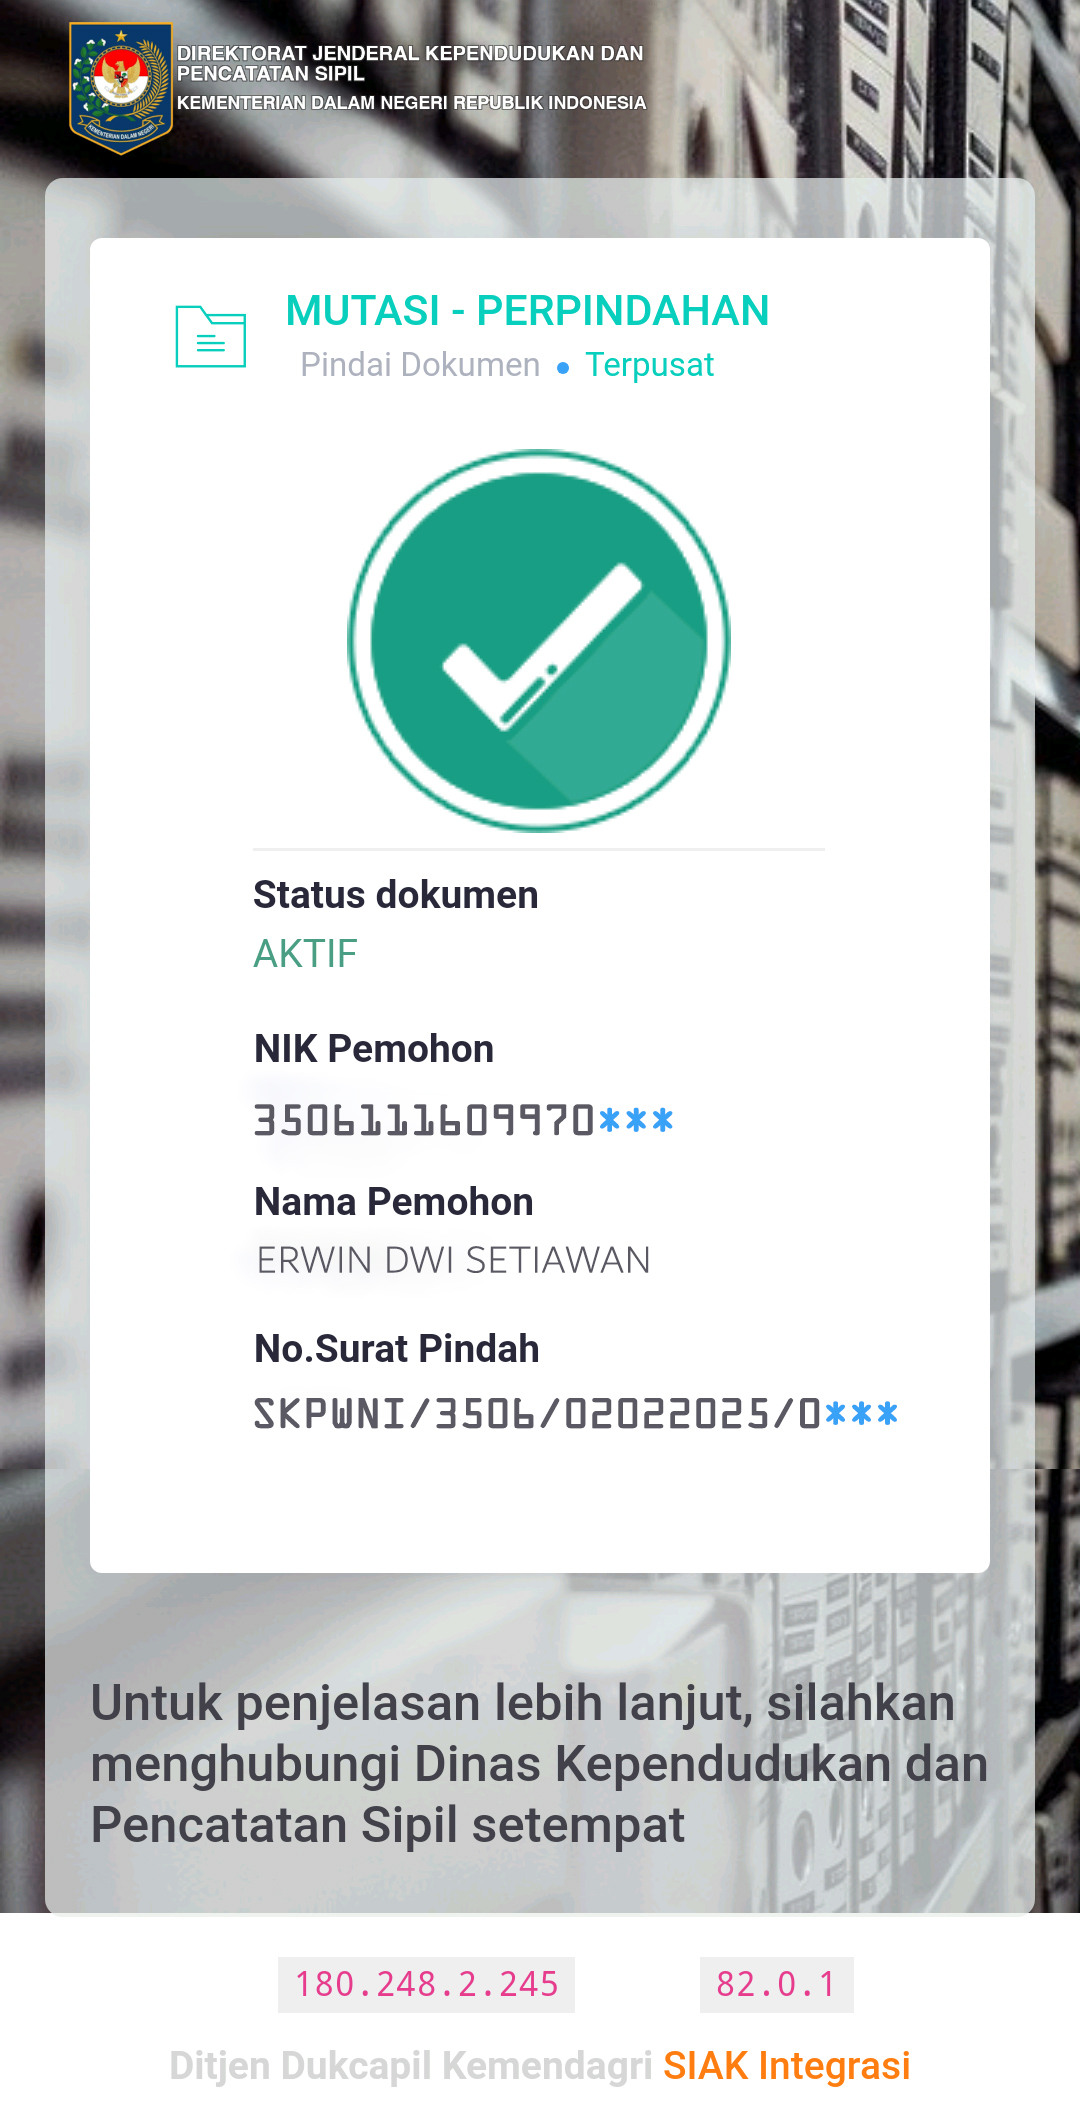 DIREKTORAT JENDERAL KEPENDUDUKAN DAN
PENCATATAN SIPIL
KEMENTERIAN DALAM NEGERI REPUBLIK INDONESIA
KEMENTERIAN DALAM NEGERI
MUTASI - PERPINDAHAN
Pindai Dokumen • Terpusat
Status dokumen
AKTIF
NIK Pemohon
3506111609970***
Nama Pemohon
ERWIN DWI SETIAWAN
No.Surat Pindah
SKPWNI/3506/02022025/0***
Untuk penjelasan lebih lanjut, silahkan
menghubungi Dinas Kependudukan dan
Pencatatan Sipil setempat
180.248.2.245 82.0.1
Ditjen Dukcapil Kemendagri SIAK Integrasi